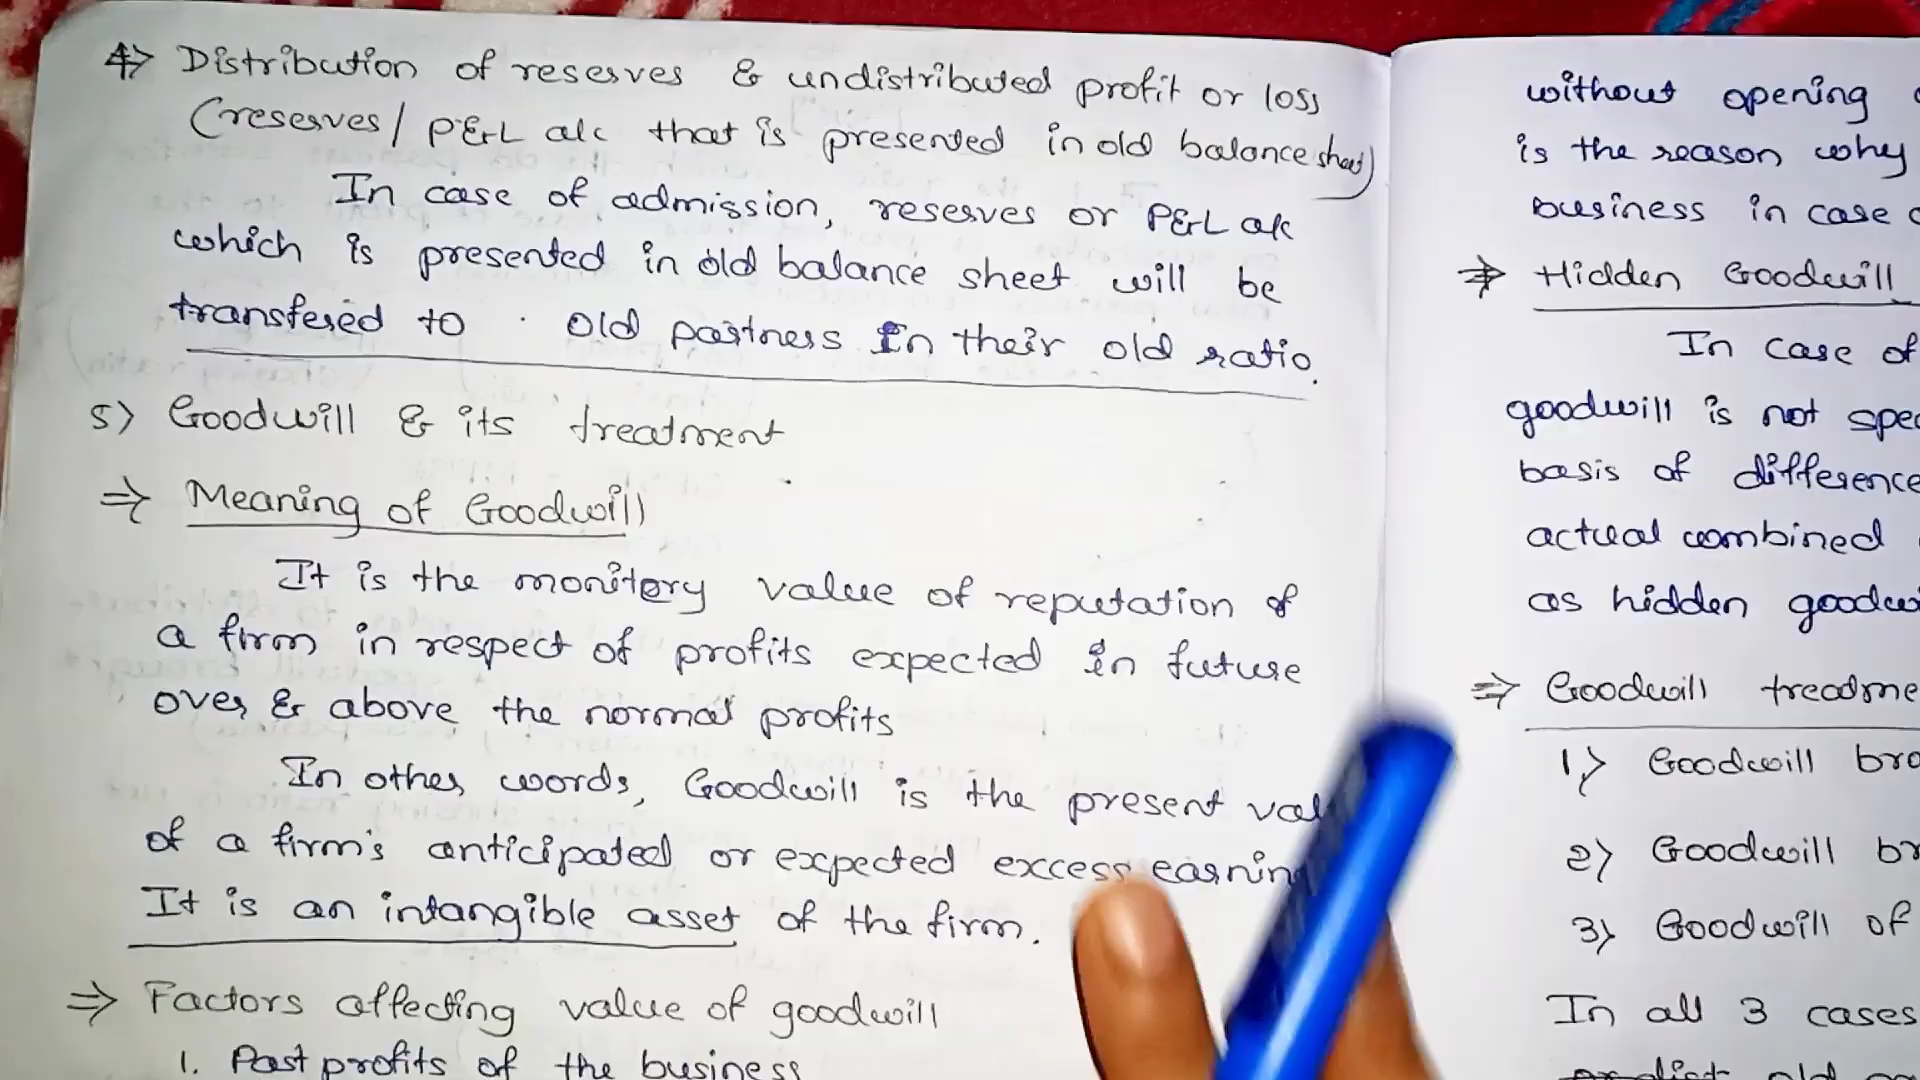 4) Distribution of reserves & undistributed profit or loss
(reserves / P&L a/c that is presented in old balance sheet)
In case of admission, reserves or P&L a/c
which is presented in old balance sheet will be
transfered to old partners in their old ratio.
5) Goodwill & its treatment
⇒ Meaning of Goodwill
It is the monitory value of reputation of
a firm in respect of profits expected in future
over & above the normal profits
In other words, Goodwill is the present val
of a firm's anticipated or expected excess earning
It is an intangible asset of the firm.
⇒ Factors affecting value of goodwill
1. Past profits of the business
without opening
is the reason why
business in case
⇒ Hidden Goodwill
In case of
goodwill is not spec
basis of difference
actual combined
as hidden goodw
⇒ Goodwill treatme
1) Goodwill bro
2) Goodwill br
3) Goodwill of
In all 3 cases